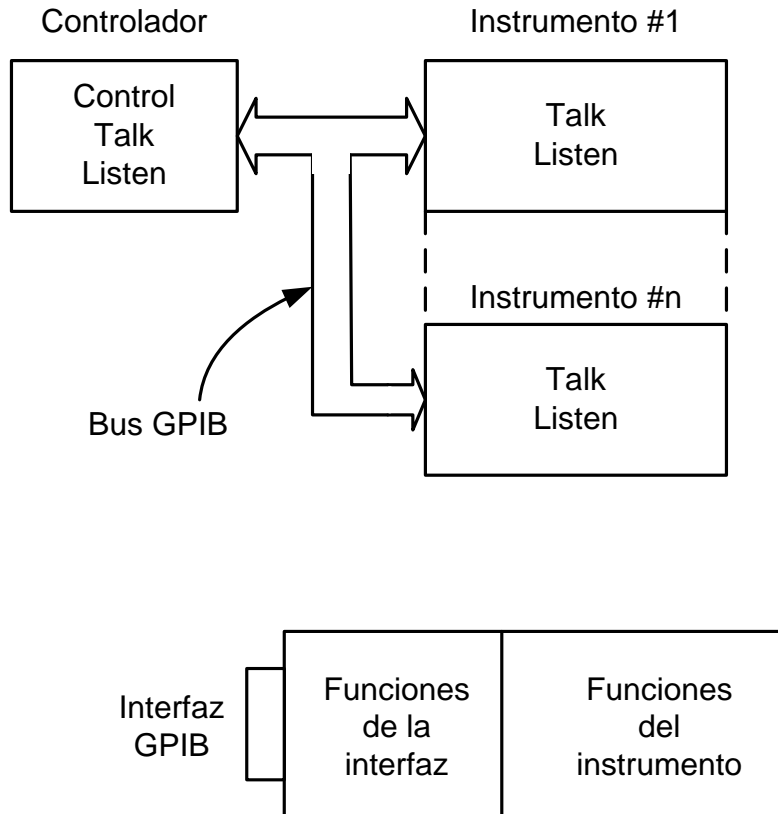 Controlador
Instrumento #1
Control
Talk
Listen
Talk
Listen
Instrumento #n
Talk
Listen
Bus GPIB
Interfaz
GPIB
Funciones
de la
interfaz
Funciones
del
instrumento